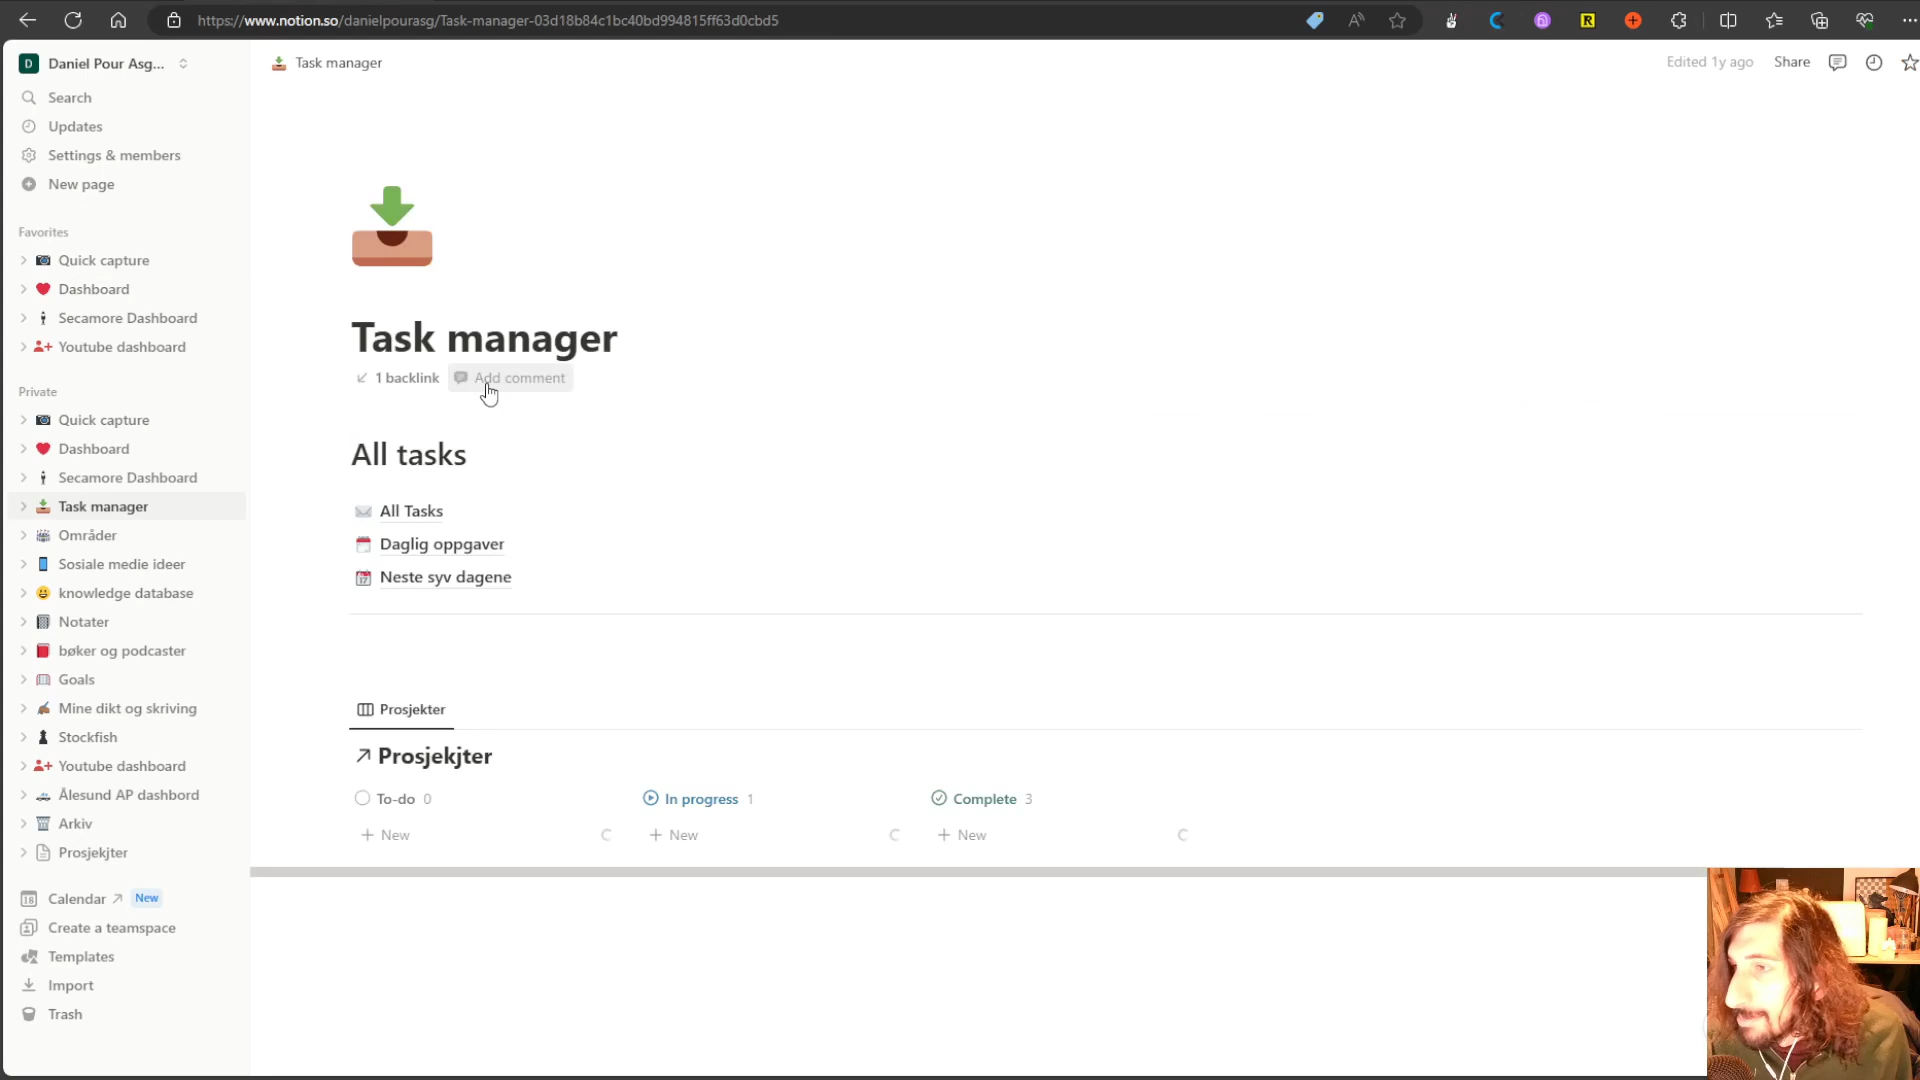 https://www.notion.so/danielpourasg/Task-manager-03d18b84c1bc40bd994815ff63d0cbd5
D Daniel Pour Asg...
Search
Updates
Settings & members
New page
Favorites
Quick capture
Dashboard
Secamore Dashboard
Youtube dashboard
Private
Quick capture
Dashboard
Secamore Dashboard
Task manager
Områder
Sosiale medie ideer
knowledge database
Notater
bøker og podcaster
Goals
Mine dikt og skriving
Stockfish
Youtube dashboard
Ålesund AP dashbord
Arkiv
Prosjekjter
18 Calendar ↗ New
Create a teamspace
Templates
Import
Trash
Task manager
Edited 1y ago Share
Task manager
1 backlink Add comment
All tasks
All Tasks
Daglig oppgaver
17 Neste syv dagene
Prosjekter
↗ Prosjekjter
To-do 0 In progress 1 Complete 3
+ New + New + New